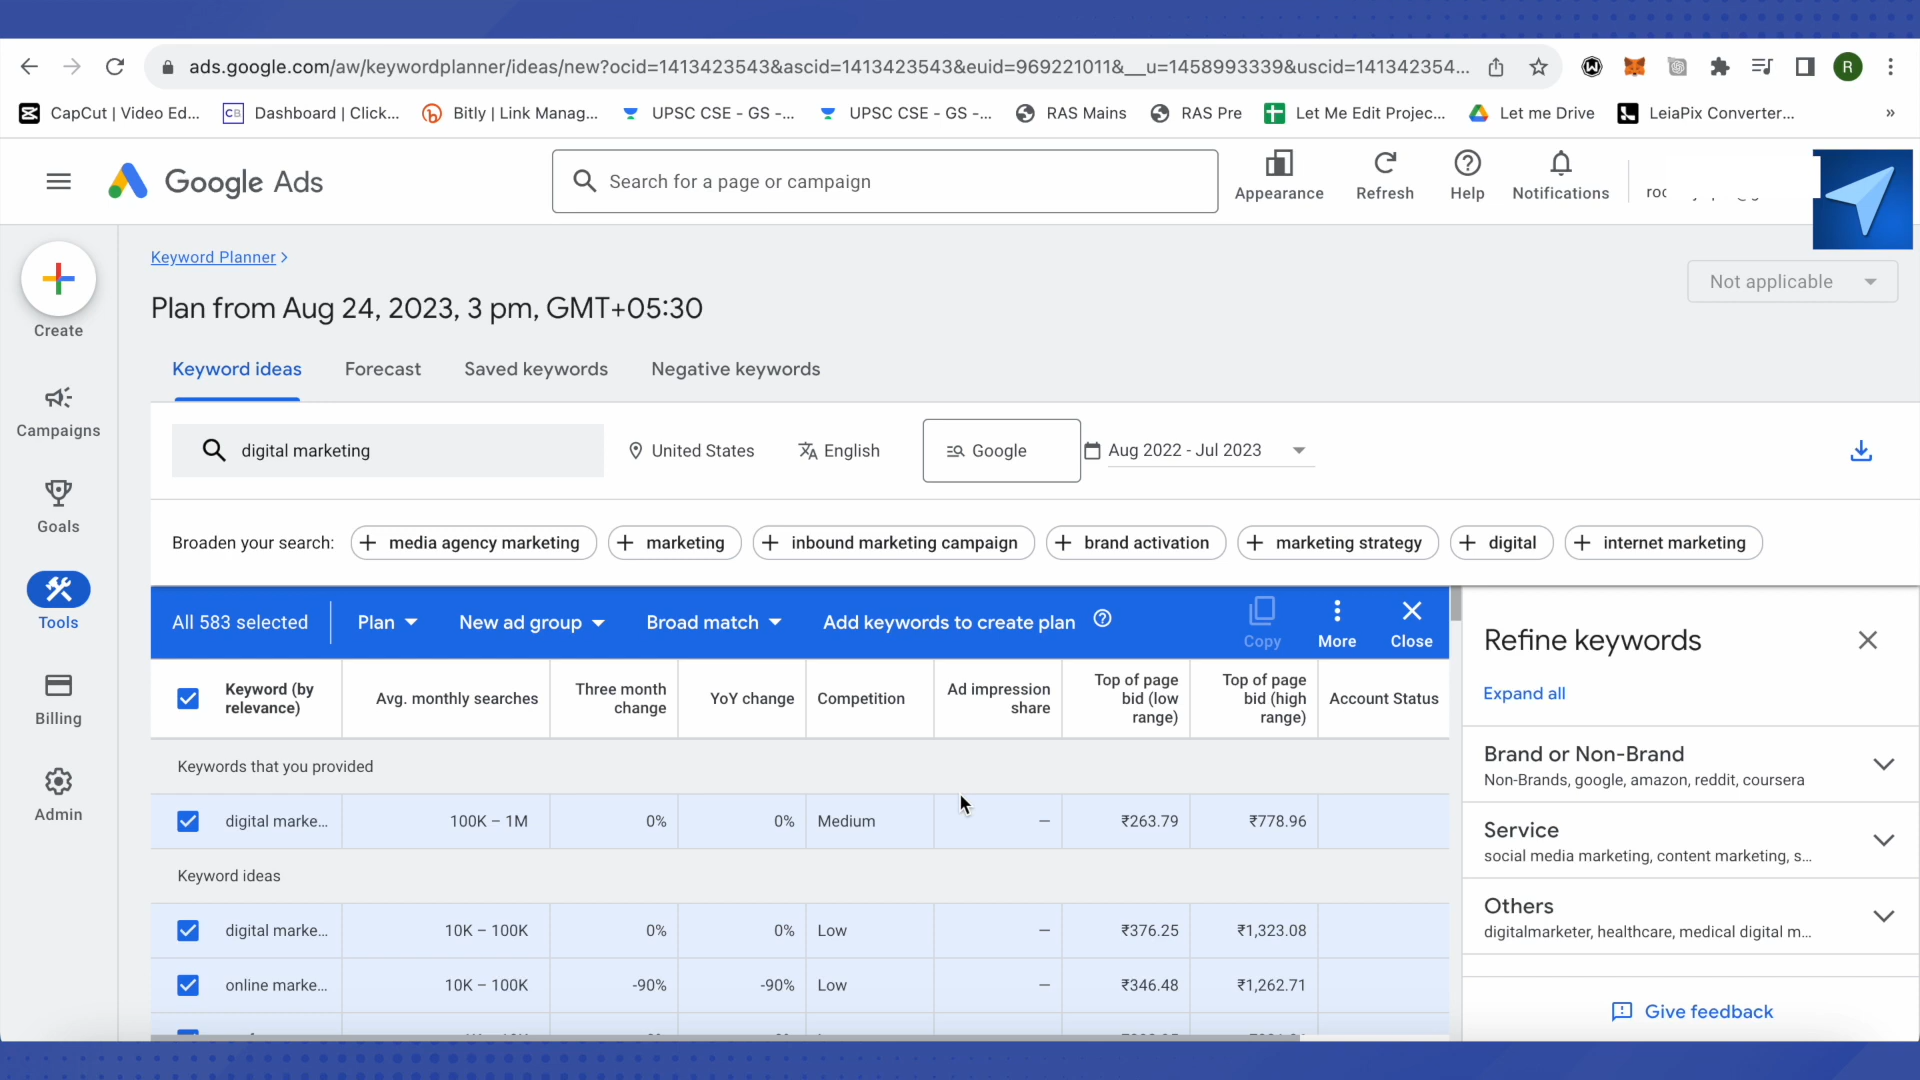 ads.google.com/aw/keywordplanner/ideas/new?ocid=1413423543&ascid=1413423543&euid=969221011&__u=1458993339&uscid=141342354...
R
CapCut | Video Ed...
CB
Dashboard | Click...
Bitly | Link Manag...
UPSC CSE - GS -...
UPSC CSE - GS -...
RAS Mains
RAS Pre
Let Me Edit Projec...
Let me Drive
LeiaPix Converter...
»
Google Ads
Search for a page or campaign
Appearance
Refresh
Help
Notifications
Keyword Planner >
Not applicable
Plan from Aug 24, 2023, 3 pm, GMT+05:30
Create
Campaigns
Goals
Tools
Billing
Admin
Keyword ideas
Forecast
Saved keywords
Negative keywords
digital marketing
United States
English
Google
Aug 2022 - Jul 2023
Broaden your search:
media agency marketing
marketing
inbound marketing campaign
brand activation
marketing strategy
digital
internet marketing
All 583 selected
Plan
New ad group
Broad match
Add keywords to create plan
Copy
More
Close
Keyword (by relevance)
Avg. monthly searches
Three month change
YoY change
Competition
Ad impression share
Top of page bid (low range)
Top of page bid (high range)
Account Status
Keywords that you provided
digital marke... 100K – 1M 0% 0% Medium — ₹263.79 ₹778.96
Keyword ideas
digital marke... 10K – 100K 0% 0% Low — ₹376.25 ₹1,323.08
online marke... 10K – 100K -90% -90% Low — ₹346.48 ₹1,262.71
Refine keywords
Expand all
Brand or Non-Brand
Non-Brands, google, amazon, reddit, coursera
Service
social media marketing, content marketing, s...
Others
digitalmarketer, healthcare, medical digital m...
Give feedback